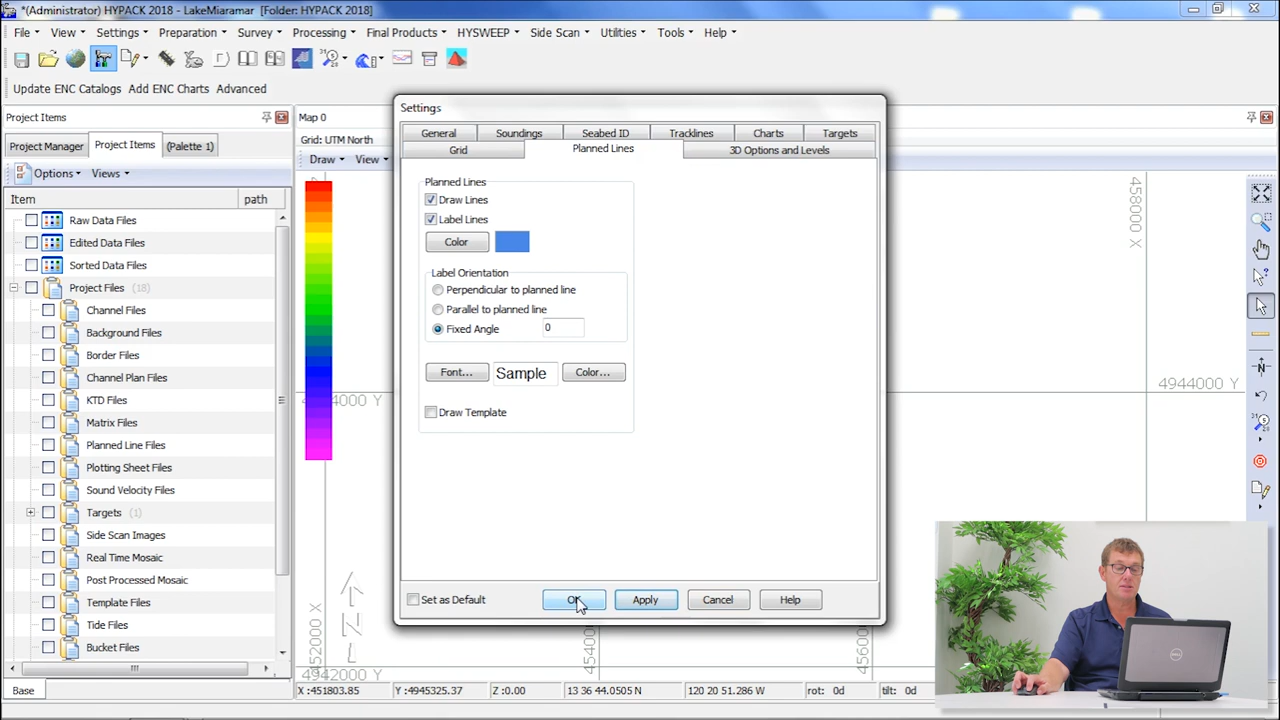 *(Administrator) HYPACK 2018 - LakeMiaramar [Folder: HYPACK 2018]
File View Settings Preparation Survey Processing Final Products HYSWEEP Side Scan Utilities Tools Help
Update ENC Catalogs Add ENC Charts Advanced
Project Items
Project Manager Project Items (Palette 1)
Options Views
Item path
Raw Data Files
Edited Data Files
Sorted Data Files
Project Files (18)
Channel Files
Background Files
Border Files
Channel Plan Files
KTD Files
Matrix Files
Planned Line Files
Plotting Sheet Files
Sound Velocity Files
Targets (1)
Side Scan Images
Real Time Mosaic
Post Processed Mosaic
Template Files
Tide Files
Bucket Files
Base
Map 0
Grid: UTM North
Draw View
Settings
General Soundings Seabed ID Tracklines Charts Targets
Grid Planned Lines 3D Options and Levels
Planned Lines
Draw Lines
Label Lines
Color
Label Orientation
Perpendicular to planned line
Parallel to planned line
Fixed Angle 0
Font... Sample Color...
Draw Template
Set as Default OK Apply Cancel Help
458000 X
4944000 Y
4944000 Y
452000 X
N
4942000 Y
454000
456000
X :451803.85 Y :4945325.37 Z :0.00 13 36 44.0505 N 120 20 51.286 W rot: 0d tilt: 0d
DELL